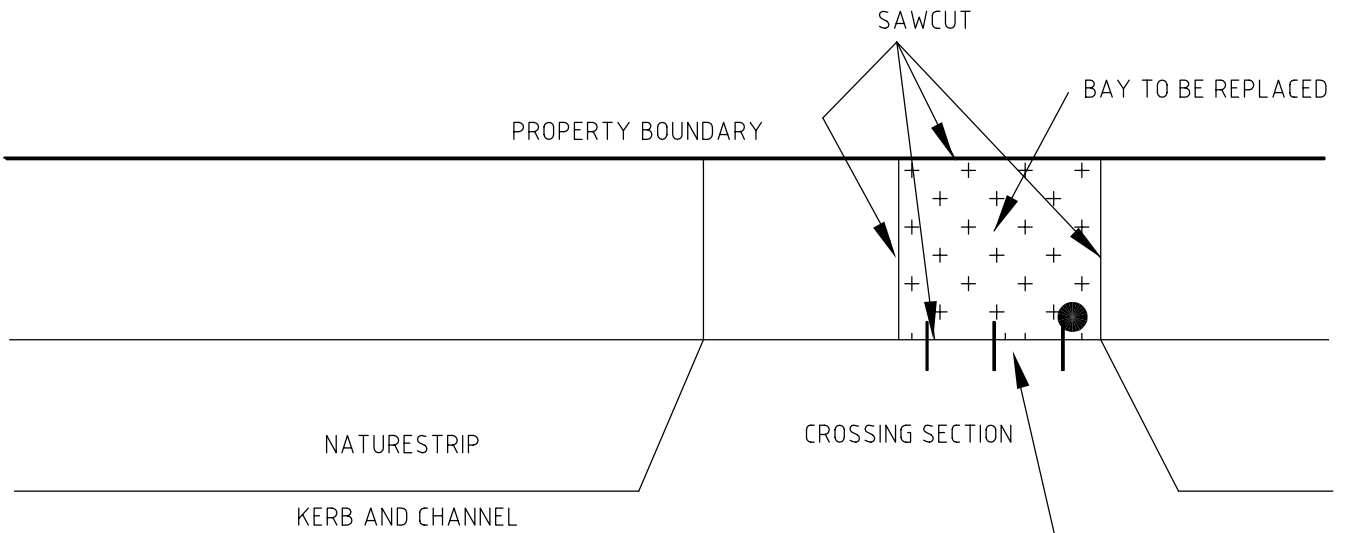 SAWCUT
BAY TO BE REPLACED
PROPERTY BOUNDARY
CROSSING SECTION
NATURESTRIP
KERB AND CHANNEL